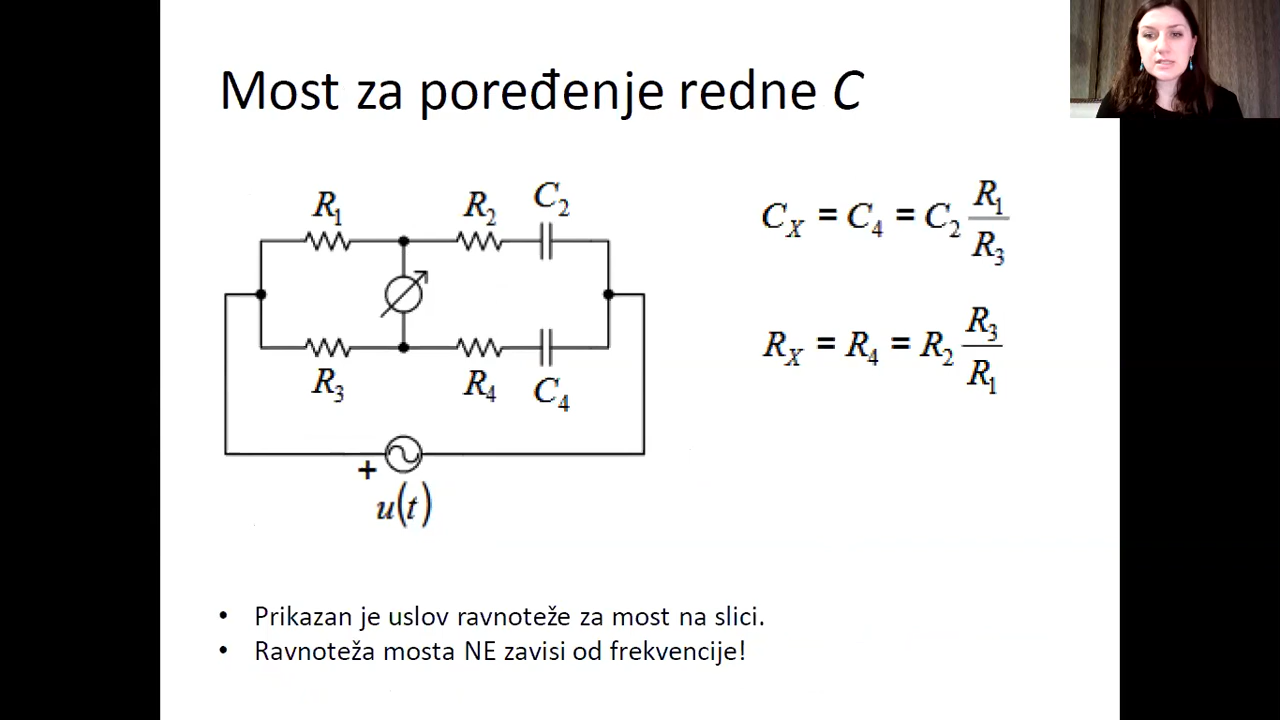 Most za poređenje redne C
R₁ R₂ C₂
R₃ R₄ C₄
+
u(t)
C_X = C₄ = C₂ R₁/R₃
R_X = R₄ = R₂ R₃/R₁
• Prikazan je uslov ravnoteže za most na slici.
• Ravnoteža mosta NE zavisi od frekvencije!